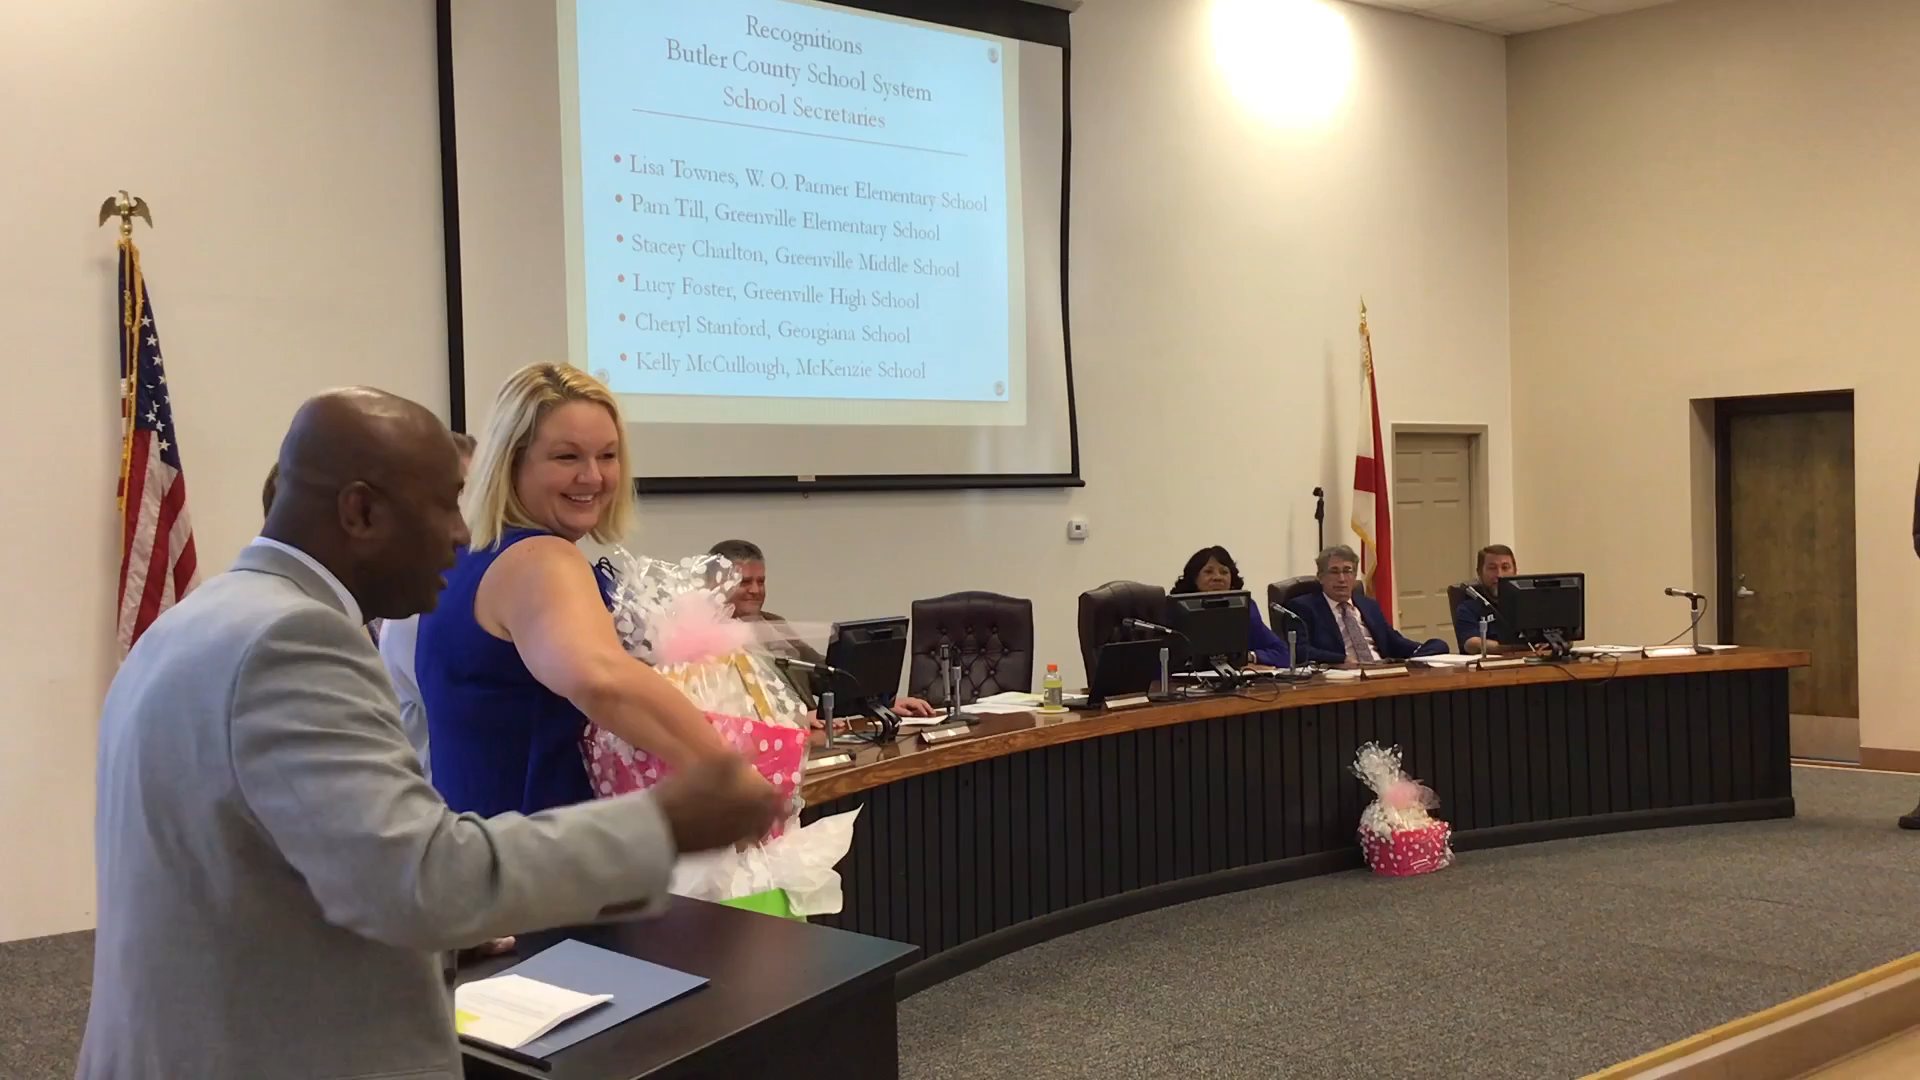 Recognitions
Butler County School System
School Secretaries
• Lisa Townes, W. O. Parmer Elementary School
• Pam Till, Greenville Elementary School
• Stacey Charlton, Greenville Middle School
• Lucy Foster, Greenville High School
• Cheryl Stanford, Georgiana School
• Kelly McCullough, McKenzie School